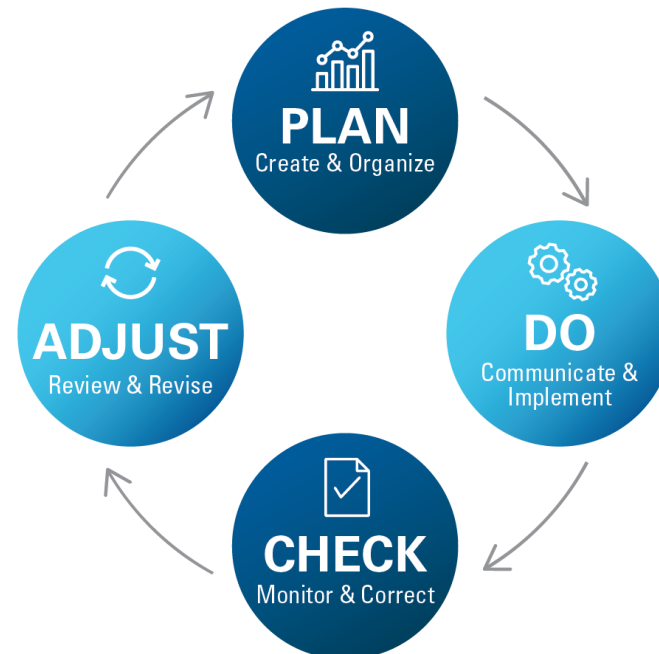 PLAN
Create & Organize
DO
Communicate &
Implement
CHECK
Monitor & Correct
ADJUST
Review & Revise